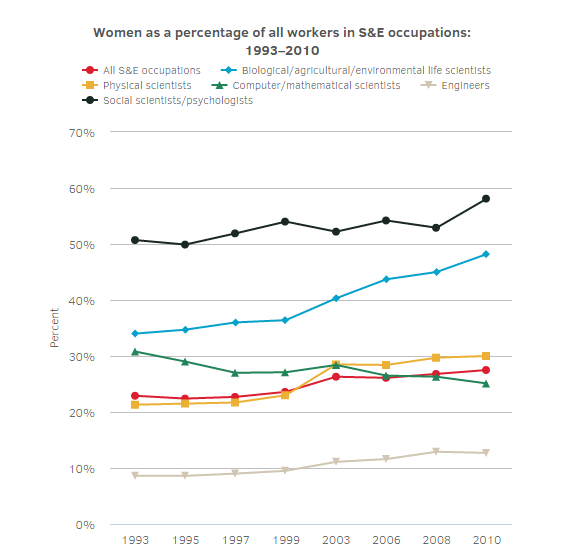 Women as a percentage of all workers in S&E occupations:
1993–2010
All S&E occupations Biological/agricultural/environmental life scientists
Physical scientists Computer/mathematical scientists Engineers
Social scientists/psychologists
70%
60%
50%
40%
30%
20%
10%
0%
Percent
1993 1995 1997 1999 2003 2006 2008 2010